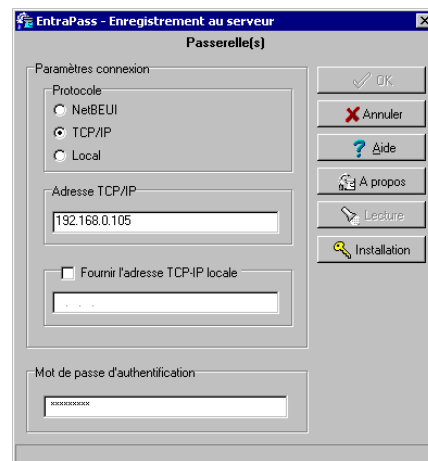 EntraPass - Enregistrement au serveur
Passerelle(s)
Paramètres connexion
Protocole
NetBEUI
TCP/IP
Local
Adresse TCP/IP
192.168.0.105
Fournir l'adresse TCP-IP locale
. . .
Mot de passe d'authentification
*********
OK
Annuler
Aide
A propos
Lecture
Installation